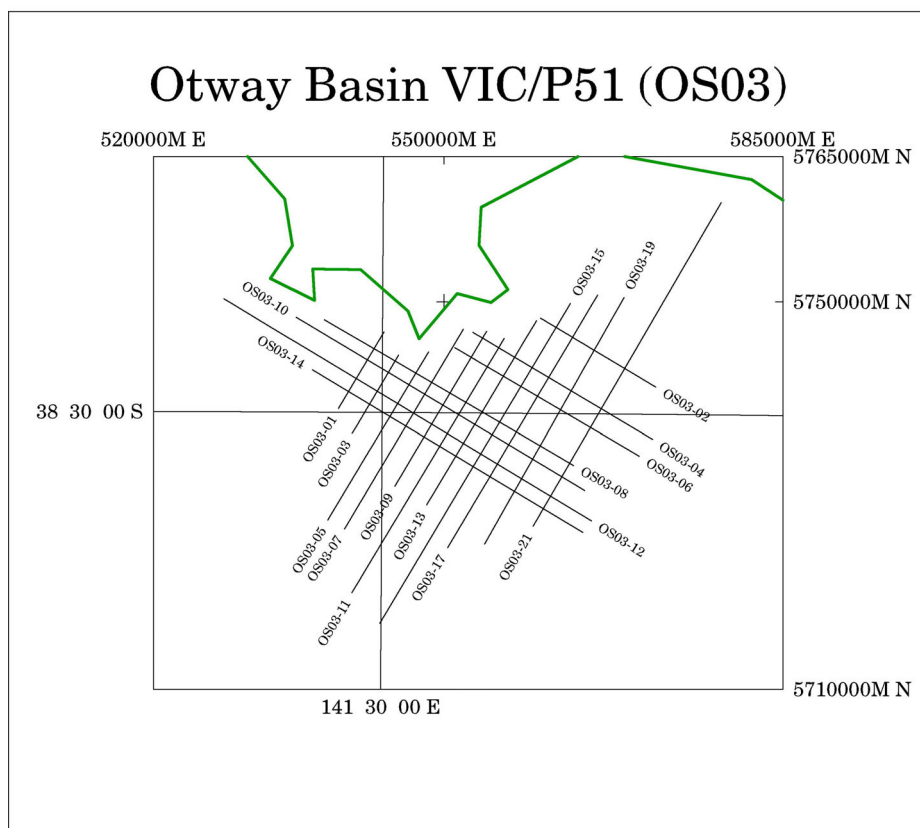 Otway Basin VIC/P51 (OS03)
520000M E
550000M E
585000M E
5765000M N
OS03-15
OS03-19
OS03-10
5750000M N
OS03-14
OS03-02
38 30 00 S
OS03-01
OS03-03
OS03-04
OS03-06
OS03-08
OS03-09
OS03-13
OS03-05
OS03-07
OS03-12
OS03-21
OS03-17
OS03-11
5710000M N
141 30 00 E